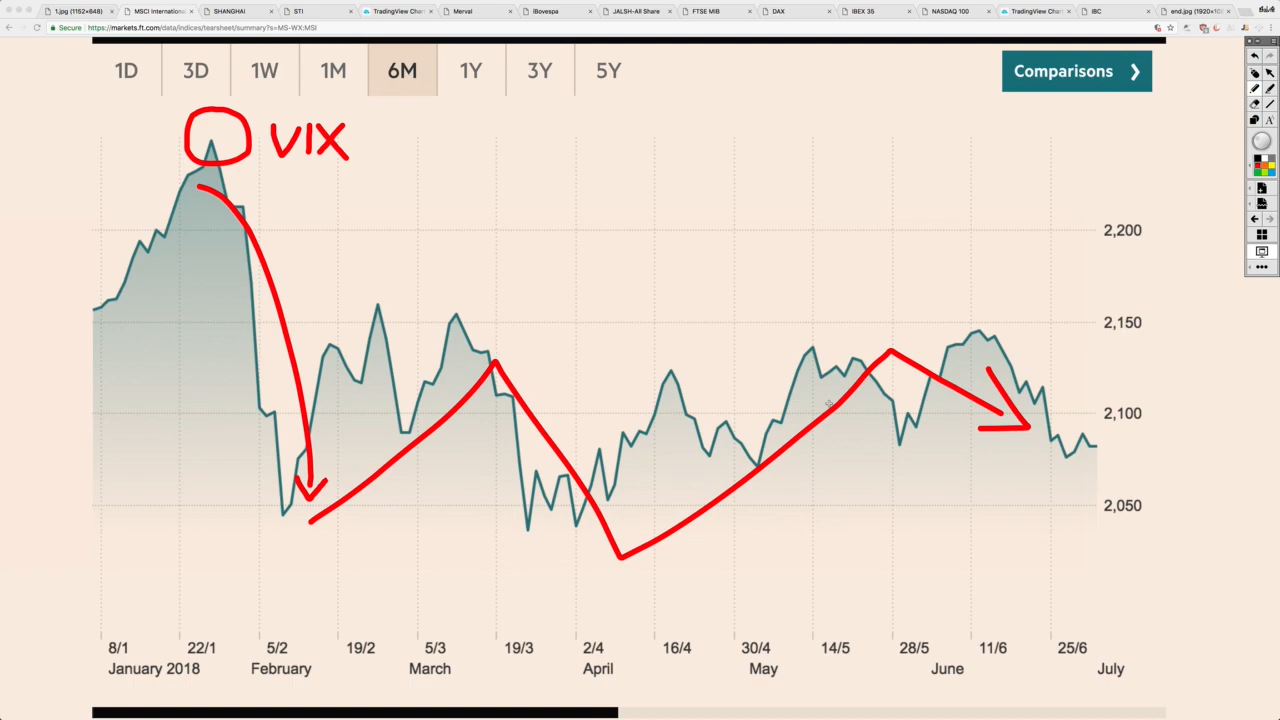 1.jpg (1152×648)
MSCI Internationa
SHANGHAI
STI
TradingView Char
Merval
IBovespa
JALSH-All Share
FTSE MIB
DAX
IBEX 35
NASDAQ 100
TradingView Char
IBC
end.jpg (1920×10
Secure
https://markets.ft.com/data/indices/tearsheet/summary?s=MS-WX:MSI
1D 3D 1W 1M 6M 1Y 3Y 5Y
Comparisons
VIX
2,200
2,150
2,100
2,050
8/1 22/1 5/2 19/2 5/3 19/3 2/4 16/4 30/4 14/5 28/5 11/6 25/6
January 2018 February March April May June July
A